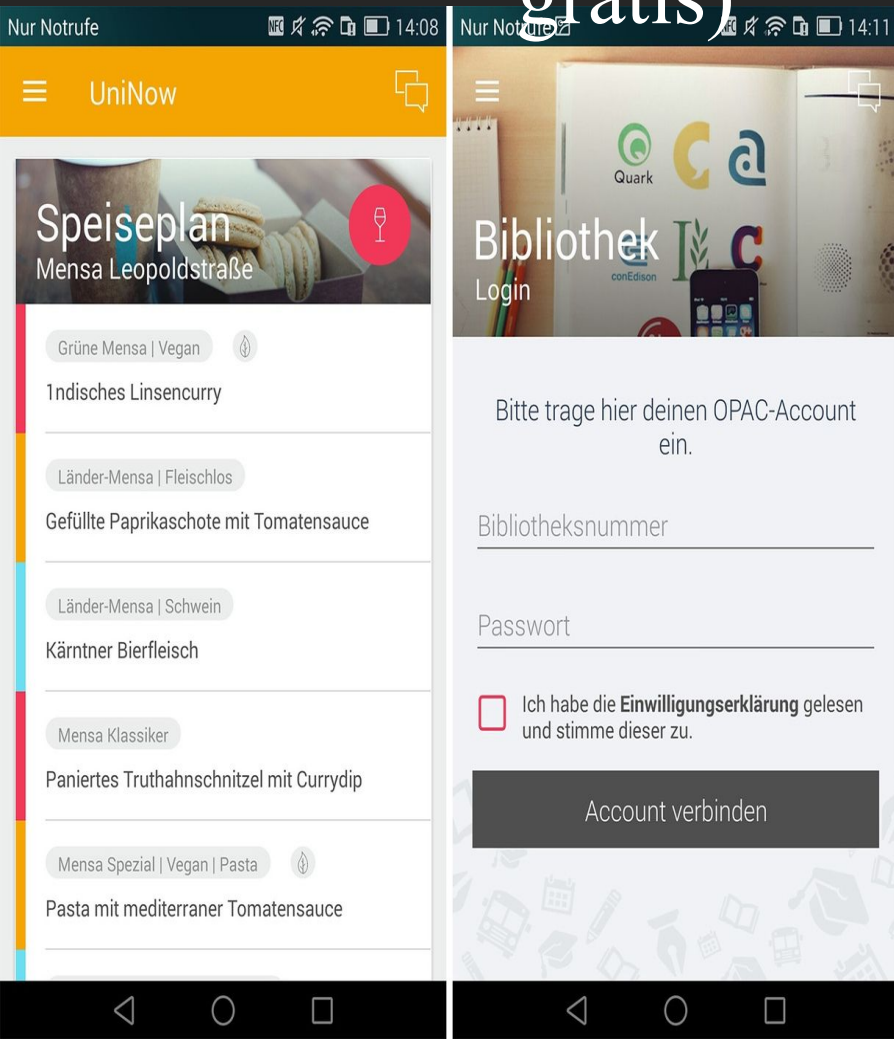 gratis)
Nur Notrufe
14:08
UniNow
Speiseplan
Mensa Leopoldstraße
Grüne Mensa | Vegan
1ndisches Linsencurry
Länder-Mensa | Fleischlos
Gefüllte Paprikaschote mit Tomatensauce
Länder-Mensa | Schwein
Kärntner Bierfleisch
Mensa Klassiker
Paniertes Truthahnschnitzel mit Currydip
Mensa Spezial | Vegan | Pasta
Pasta mit mediterraner Tomatensauce
Nur Notrufe
14:11
Quark
Bibliothek
conEdison
Login
Bitte trage hier deinen OPAC-Account
ein.
Bibliotheksnummer
Passwort
Ich habe die Einwilligungserklärung gelesen
und stimme dieser zu.
Account verbinden